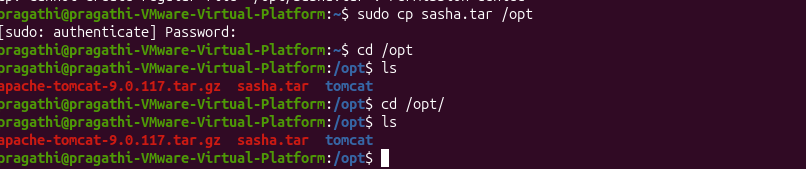 pragathi@pragathi-VMware-Virtual-Platform:~$ sudo cp sasha.tar /opt
[sudo: authenticate] Password:
pragathi@pragathi-VMware-Virtual-Platform:~$ cd /opt
pragathi@pragathi-VMware-Virtual-Platform:/opt$ ls
apache-tomcat-9.0.117.tar.gz sasha.tar tomcat
pragathi@pragathi-VMware-Virtual-Platform:/opt$ cd /opt/
pragathi@pragathi-VMware-Virtual-Platform:/opt$ ls
apache-tomcat-9.0.117.tar.gz sasha.tar tomcat
pragathi@pragathi-VMware-Virtual-Platform:/opt$